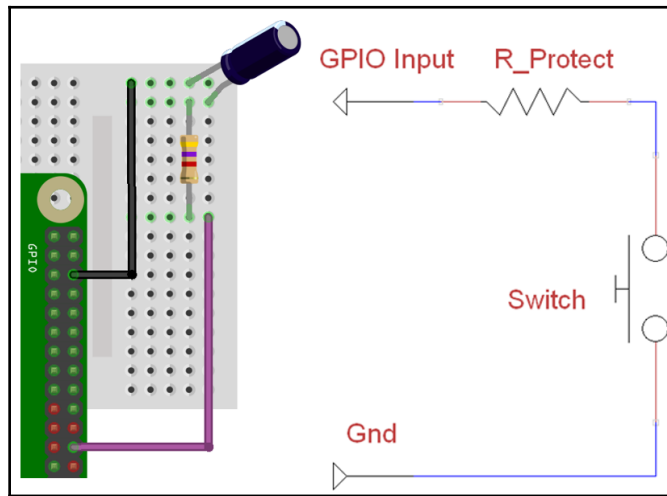 GPIO
GPIO Input
R_Protect
Switch
Gnd